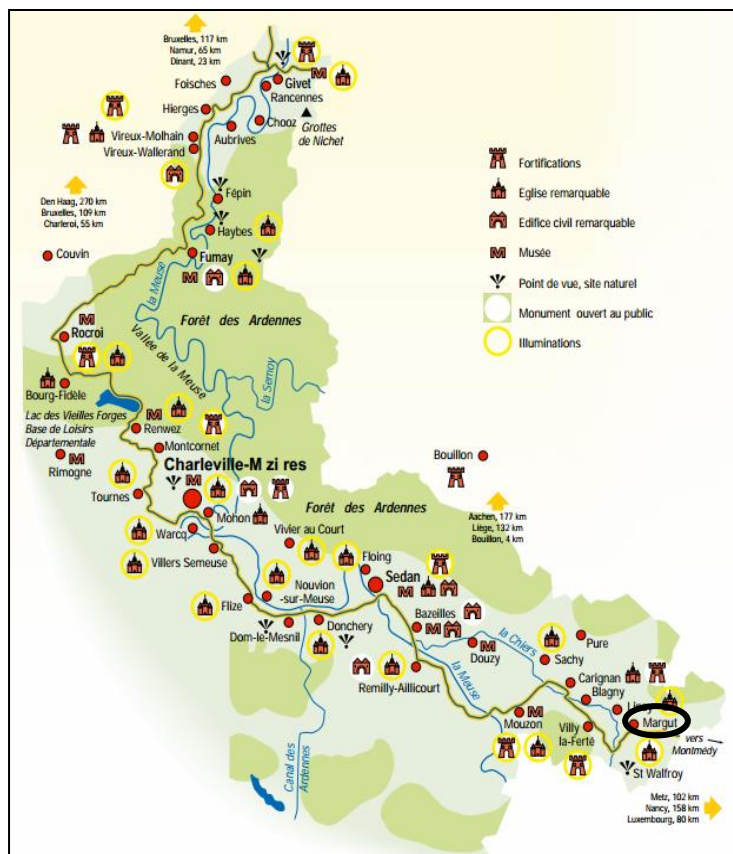 Bruxelles, 117 km
Namur, 65 km
Dinant, 23 km
Foisches
Givet
Rancennes
Hierges
Chooz
Grottes
de Nichet
Aubrives
Vireux-Molhain
Vireux-Wallerand
Den Haag, 270 km
Bruxelles, 109 km
Charleroi, 55 km
Fépin
Haybes
Couvin
Fumay
la Meuse
Forêt des Ardennes
Vallée de la Meuse
la Semoy
Rocroi
Bourg-Fidèle
Lac des Vieilles Forges
Base de Loisirs
Départementale
Renwez
Montcornet
Rimogne
Charleville-M zi res
Tournes
Mohon
Forêt des Ardennes
Bouillon
Aachen, 177 km
Liège, 132 km
Bouillon, 4 km
Warcq
Vivier au Court
Villers Semeuse
Floing
Sedan
Nouvion
-sur-Meuse
Flize
Dom-le-Mesnil
Donchery
Bazeilles
Douzy
la Chiers
Pure
Sachy
Carignan
Blagny
Remilly-Aillicourt
la Meuse
Mouzon
Villy
la-Ferté
Margut
vers
Montmédy
St Walfroy
Canal des
Ardennes
Metz, 102 km
Nancy, 158 km
Luxembourg, 80 km
Fortifications
Eglise remarquable
Edifice civil remarquable
M
Musée
Point de vue, site naturel
Monument ouvert au public
Illuminations